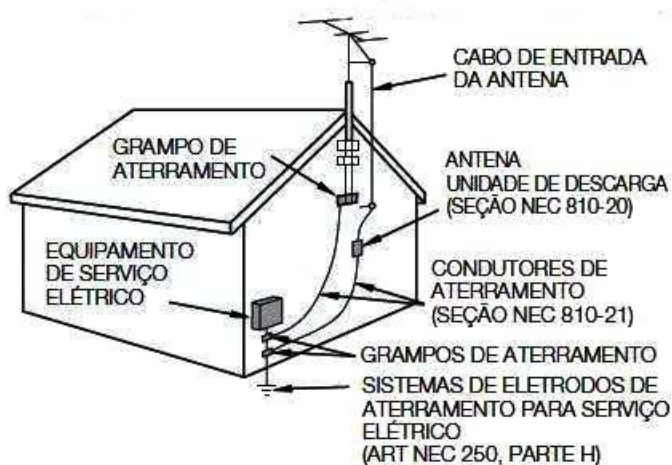 CABO DE ENTRADA
DA ANTENA
GRAMPO DE
ATERRAMENTO
ANTENA
UNIDADE DE DESCARGA
(SEÇÃO NEC 810-20)
EQUIPAMENTO
DE SERVIÇO
ELÉTRICO
CONDUTORES DE
ATERRAMENTO
(SEÇÃO NEC 810-21)
GRAMPOS DE ATERRAMENTO
SISTEMAS DE ELETRODOS DE
ATERRAMENTO PARA SERVIÇO
ELÉTRICO
(ART NEC 250, PARTE H)